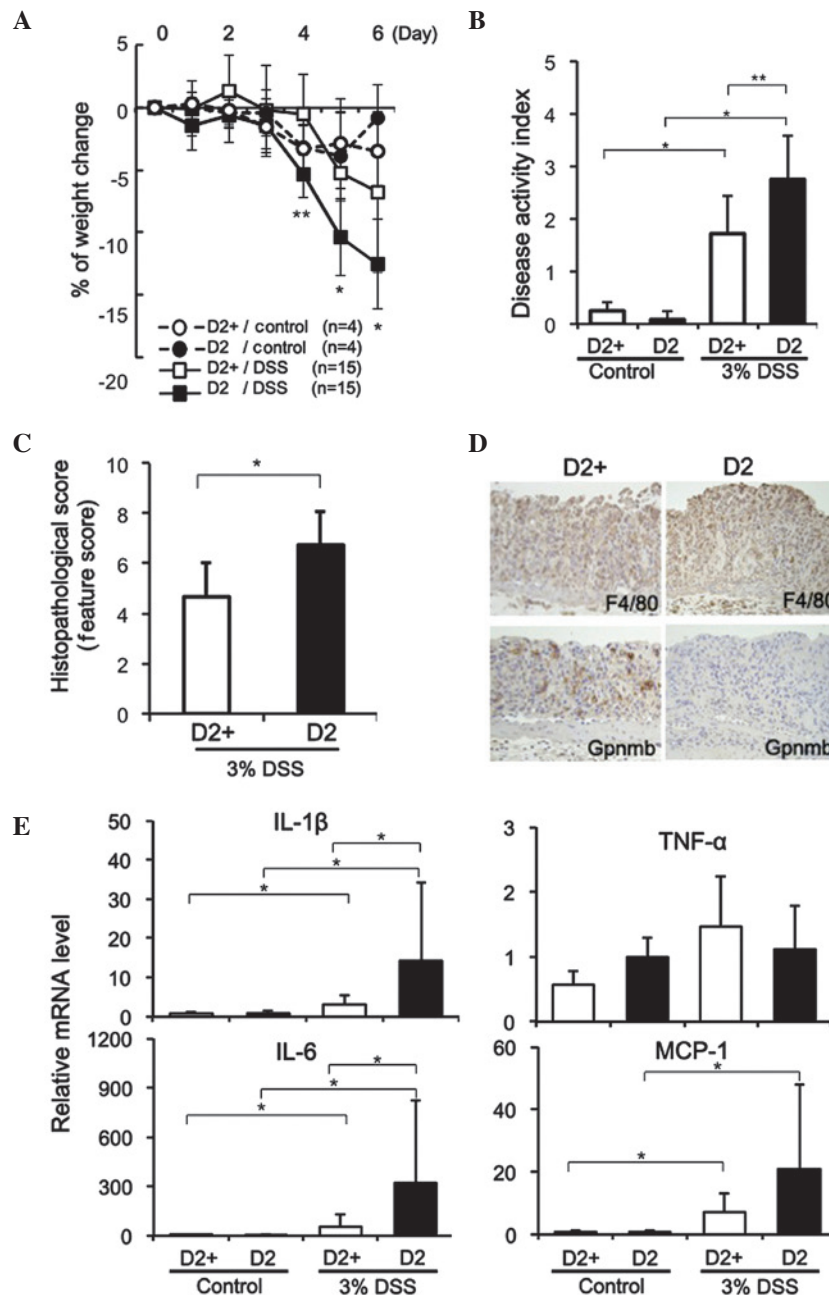 A
0 2 4 6 (Day)
5
0
-5
-10
-15
-20
% of weight change
**
*
*
D2+ / control (n=4)
D2 / control (n=4)
D2+ / DSS (n=15)
D2 / DSS (n=15)
B
Disease activity index
5
4
3
2
1
0
**
*
*
D2+ D2 D2+ D2
Control 3% DSS
C
Histopathological score
(feature score)
10
8
6
4
2
0
*
D2+ D2
3% DSS
D
D2+ D2
F4/80 F4/80
Gpnmb Gpnmb
E
Relative mRNA level
IL-1β
50
40
30
20
10
0
*
*
*
TNF-α
3
2
1
0
IL-6
1200
900
600
300
0
*
*
*
D2+ D2 D2+ D2
Control 3% DSS
MCP-1
60
40
20
0
*
*
D2+ D2 D2+ D2
Control 3% DSS